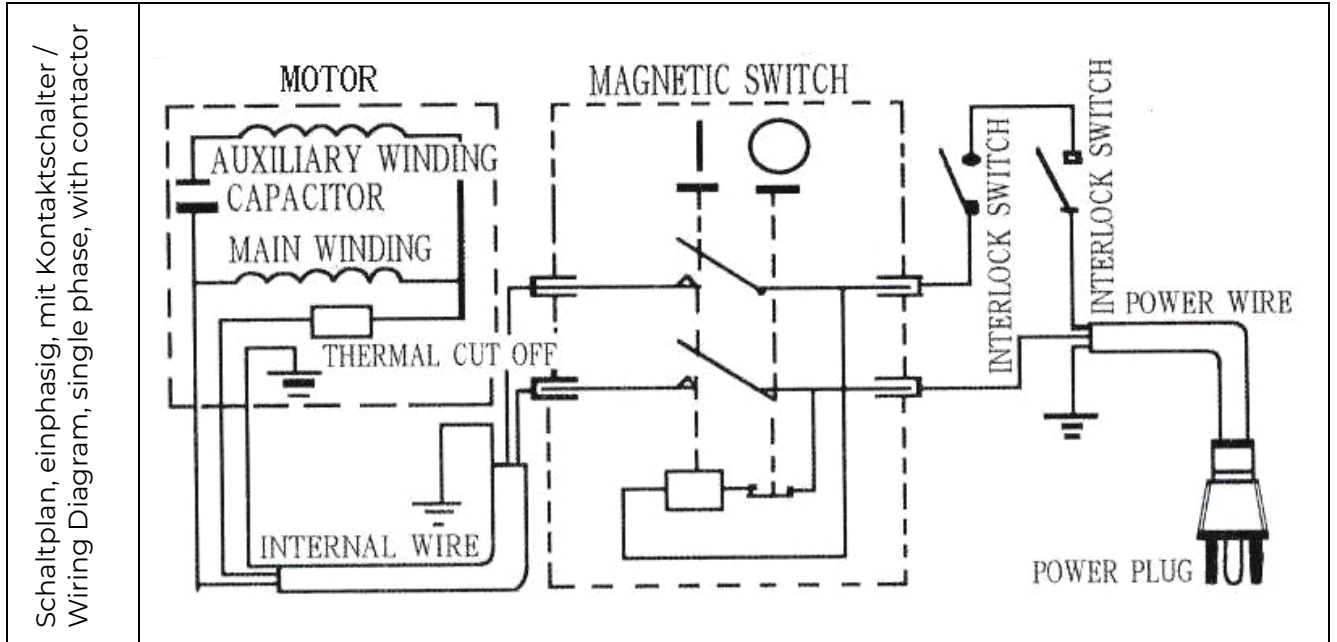 Schaltplan, einphasig, mit Kontaktschalter /
Wiring Diagram, single phase, with contactor
MOTOR
MAGNETIC SWITCH
AUXILIARY WINDING
CAPACITOR
MAIN WINDING
THERMAL CUT OFF
INTERNAL WIRE
INTERLOCK SWITCH
INTERLOCK SWITCH
POWER WIRE
POWER PLUG